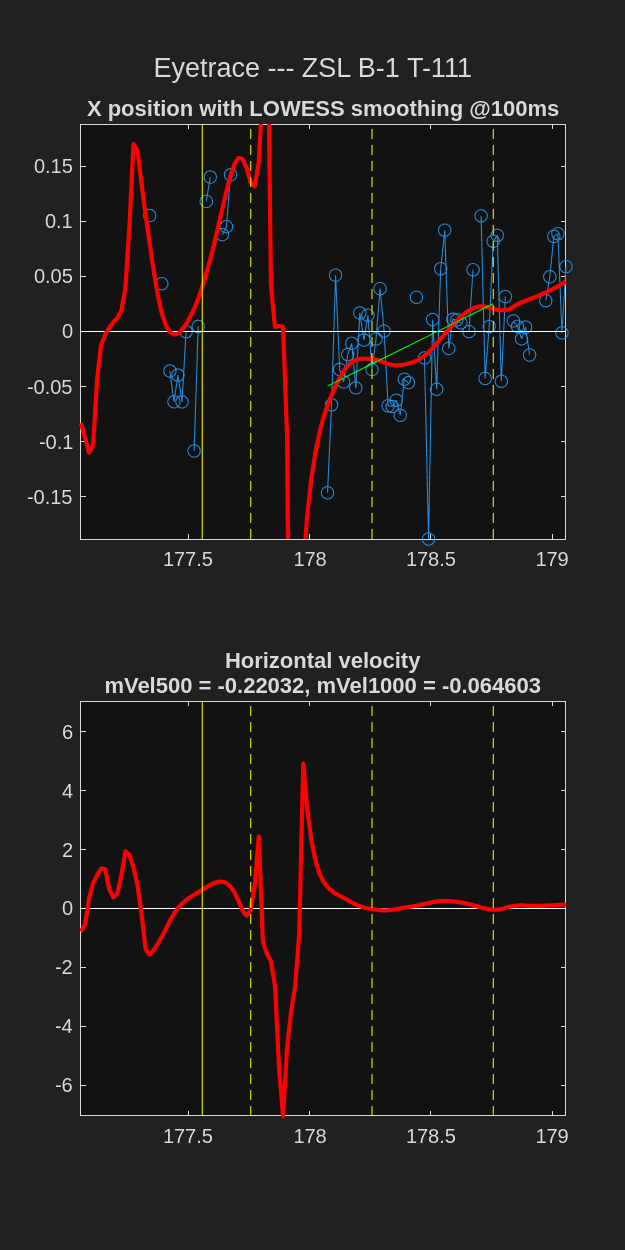 Eyetrace --- ZSL B-1 T-111
X position with LOWESS smoothing @100ms
0.15
0.1
0.05
0
-0.05
-0.1
-0.15
177.5 178 178.5 179
Horizontal velocity
mVel500 = -0.22032, mVel1000 = -0.064603
6
4
2
0
-2
-4
-6
177.5 178 178.5 179